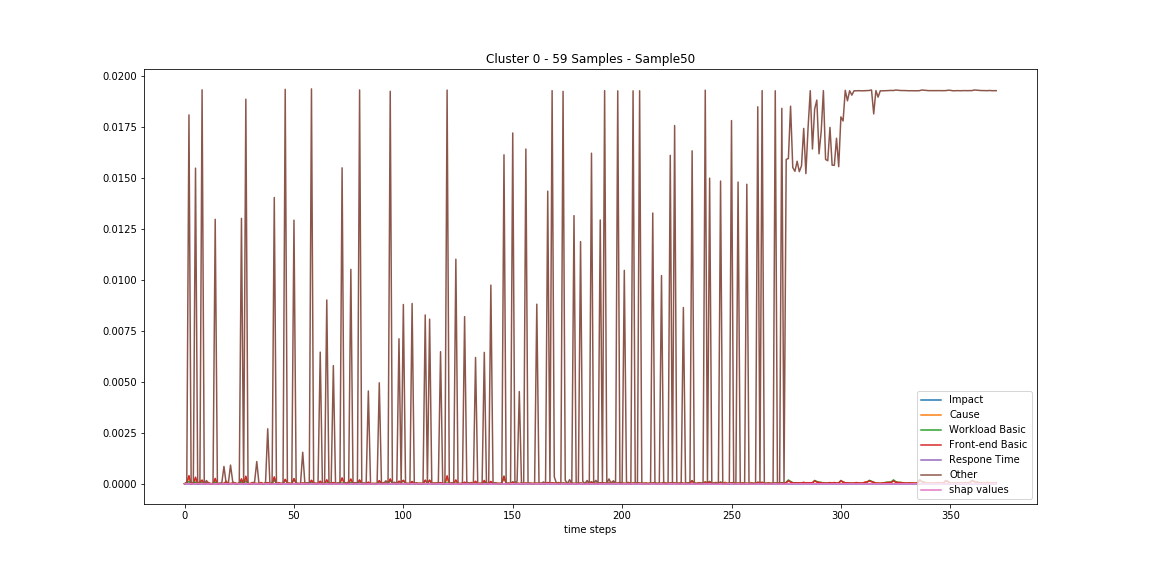 Cluster 0 - 59 Samples - Sample50
0.0200
0.0175
0.0150
0.0125
0.0100
0.0075
0.0050
0.0025
0.0000
Impact
Cause
Workload Basic
Front-end Basic
Respone Time
Other
shap values
0 50 100 150 200 250 300 350
time steps